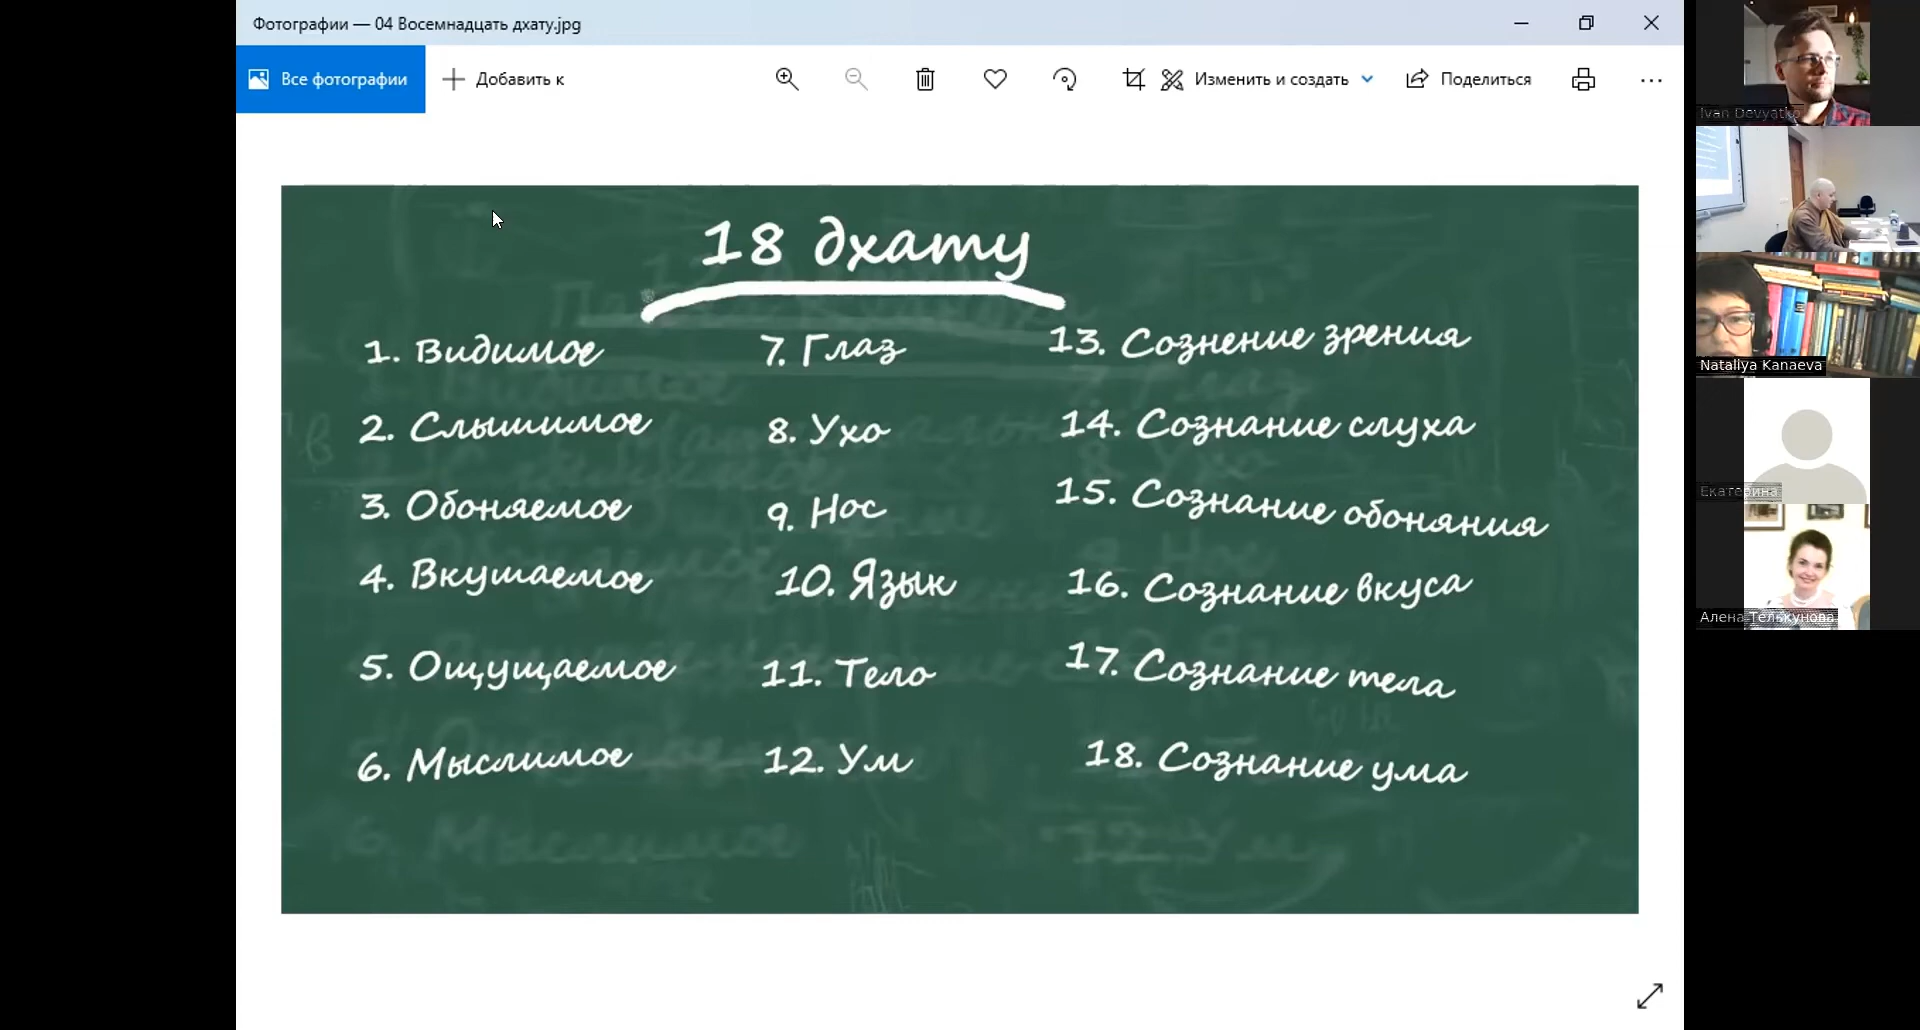 Фотографии — 04 Восемнадцать дхату.jpg
Все фотографии
Добавить к
Изменить и создать
Поделиться
18 дхату
1. Видимое
2. Слышимое
3. Обоняемое
4. Вкушаемое
5. Ощущаемое
6. Мыслимое
7. Глаз
8. Ухо
9. Нос
10. Язык
11. Тело
12. Ум
13. Сознение зрения
14. Сознание слуха
15. Сознание обоняния
16. Сознание вкуса
17. Сознание тела
18. Сознание ума
Ivan Devyatko
Nataliya Kanaeva
Екатерина
Алена Телькунова